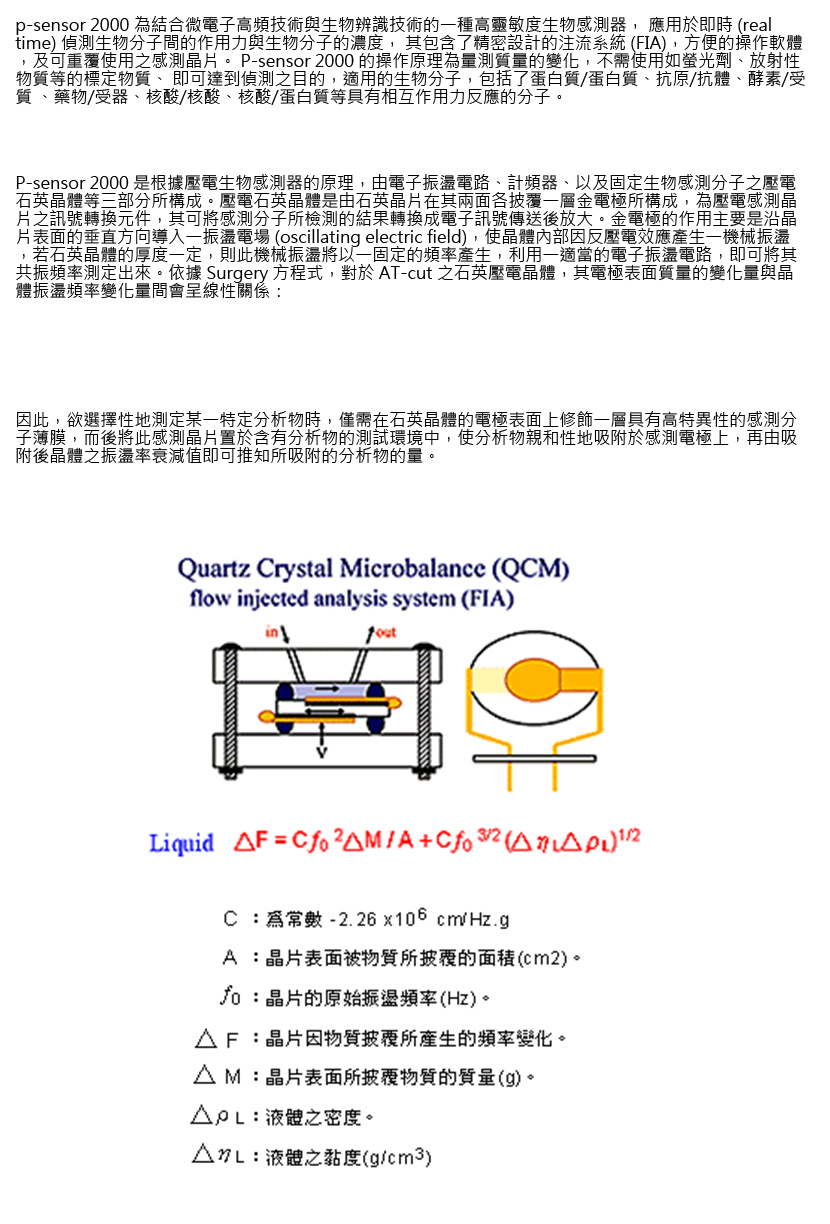 p-sensor 2000 為結合微電子高頻技術與生物辨識技術的一種高靈敏度生物感測器， 應用於即時 (real
time) 偵測生物分子間的作用力與生物分子的濃度， 其包含了精密設計的注流系統 (FIA)，方便的操作軟體
，及可重覆使用之感測晶片。 P-sensor 2000 的操作原理為量測質量的變化，不需使用如螢光劑、放射性
物質等的標定物質、 即可達到偵測之目的，適用的生物分子，包括了蛋白質/蛋白質、抗原/抗體、酵素/受
質 、藥物/受器、核酸/核酸、核酸/蛋白質等具有相互作用力反應的分子。
P-sensor 2000 是根據壓電生物感測器的原理，由電子振盪電路、計頻器、以及固定生物感測分子之壓電
石英晶體等三部分所構成。壓電石英晶體是由石英晶片在其兩面各披覆一層金電極所構成，為壓電感測晶
片之訊號轉換元件，其可將感測分子所檢測的結果轉換成電子訊號傳送後放大。金電極的作用主要是沿晶
片表面的垂直方向導入一振盪電場 (oscillating electric field)，使晶體內部因反壓電效應產生一機械振盪
，若石英晶體的厚度一定，則此機械振盪將以一固定的頻率產生，利用一適當的電子振盪電路，即可將其
共振頻率測定出來。依據 Surgery 方程式，對於 AT-cut 之石英壓電晶體，其電極表面質量的變化量與晶
體振盪頻率變化量間會呈線性關係：
因此，欲選擇性地測定某一特定分析物時，僅需在石英晶體的電極表面上修飾一層具有高特異性的感測分
子薄膜，而後將此感測晶片置於含有分析物的測試環境中，使分析物親和性地吸附於感測電極上，再由吸
附後晶體之振盪率衰減值即可推知所吸附的分析物的量。
Quartz Crystal Microbalance (QCM)
flow injected analysis system (FIA)
in out
V
Liquid △F = Cf₀²△M / A + Cf₀^3/2 (△ηL△ρL)^1/2
C ：爲常數 -2.26 x10⁶ cm/Hz.g
A ：晶片表面被物質所披覆的面積(cm2)。
f₀ ：晶片的原始振盪頻率(Hz)。
△ F ：晶片因物質披覆所產生的頻率變化。
△ M ：晶片表面所披覆物質的質量(g)。
△ρ L：液體之密度。
△η L：液體之黏度(g/cm³)